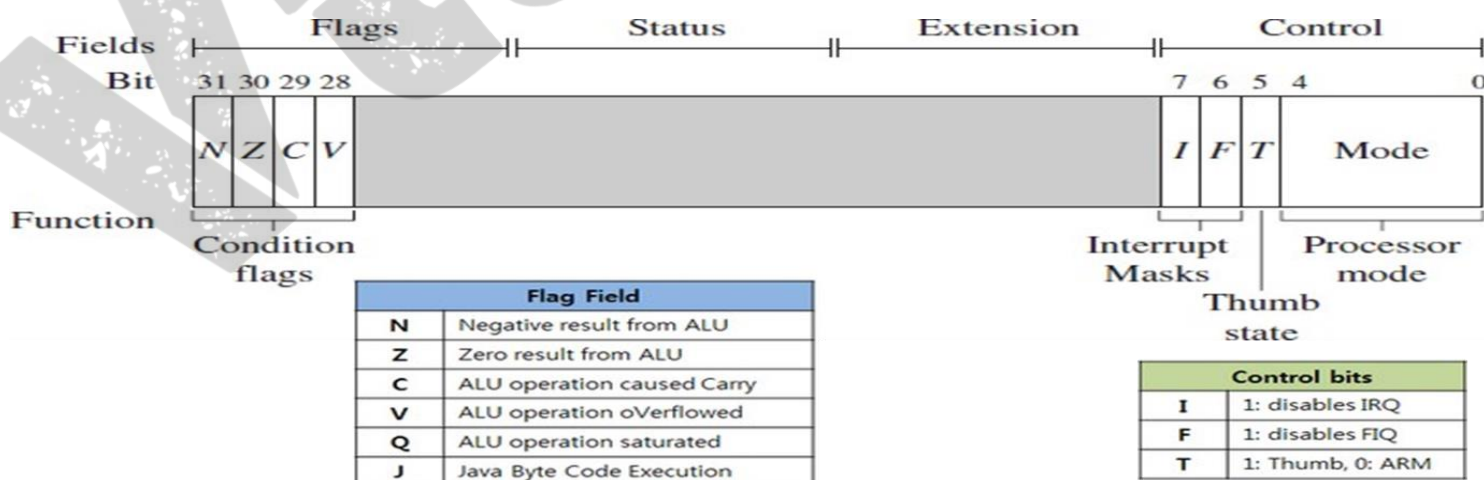 Fields Flags Status Extension Control
Bit 31 30 29 28 7 6 5 4 0
N Z C V I F T Mode
Function
Condition
flags
Interrupt
Masks
Processor
mode
Thumb
state
Flag Field
N Negative result from ALU
Z Zero result from ALU
C ALU operation caused Carry
V ALU operation oVerflowed
Q ALU operation saturated
J Java Byte Code Execution
Control bits
I 1: disables IRQ
F 1: disables FIQ
T 1: Thumb, 0: ARM